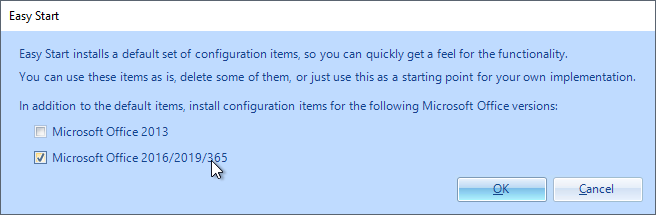 Easy Start
Easy Start installs a default set of configuration items, so you can quickly get a feel for the functionality.
You can use these items as is, delete some of them, or just use this as a starting point for your own implementation.
In addition to the default items, install configuration items for the following Microsoft Office versions:
Microsoft Office 2013
Microsoft Office 2016/2019/365
OK Cancel